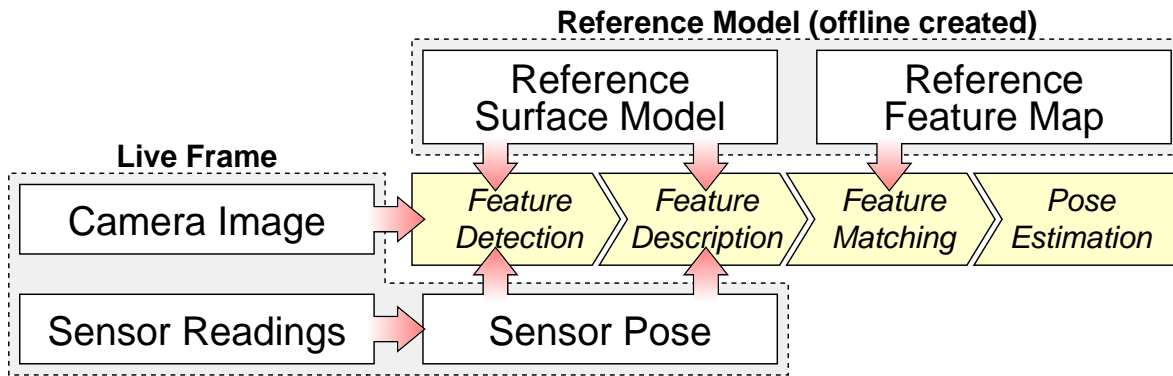 Reference Model (offline created)
Reference
Surface Model
Reference
Feature Map
Live Frame
Camera Image
Feature
Detection
Feature
Description
Feature
Matching
Pose
Estimation
Sensor Readings
Sensor Pose